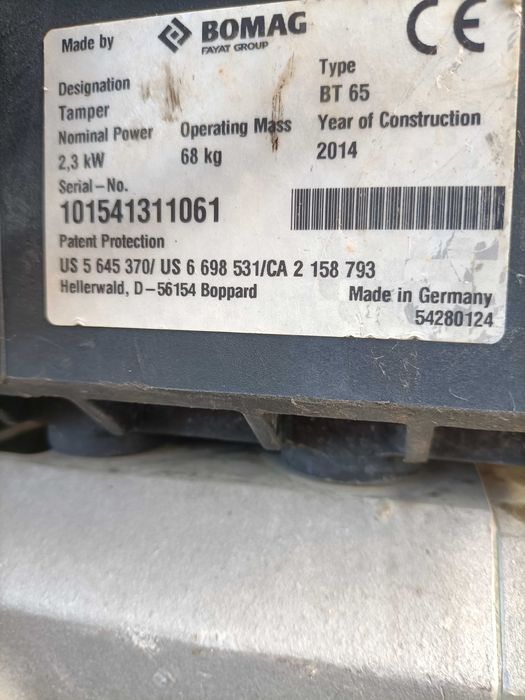 Made by BOMAG CE
FAYAT GROUP
Designation Type
Tamper BT 65
Nominal Power Operating Mass Year of Construction
2,3 kW 68 kg 2014
Serial-No.
101541311061
Patent Protection
US 5 645 370/ US 6 698 531/CA 2 158 793
Hellerwald, D-56154 Boppard Made in Germany
54280124